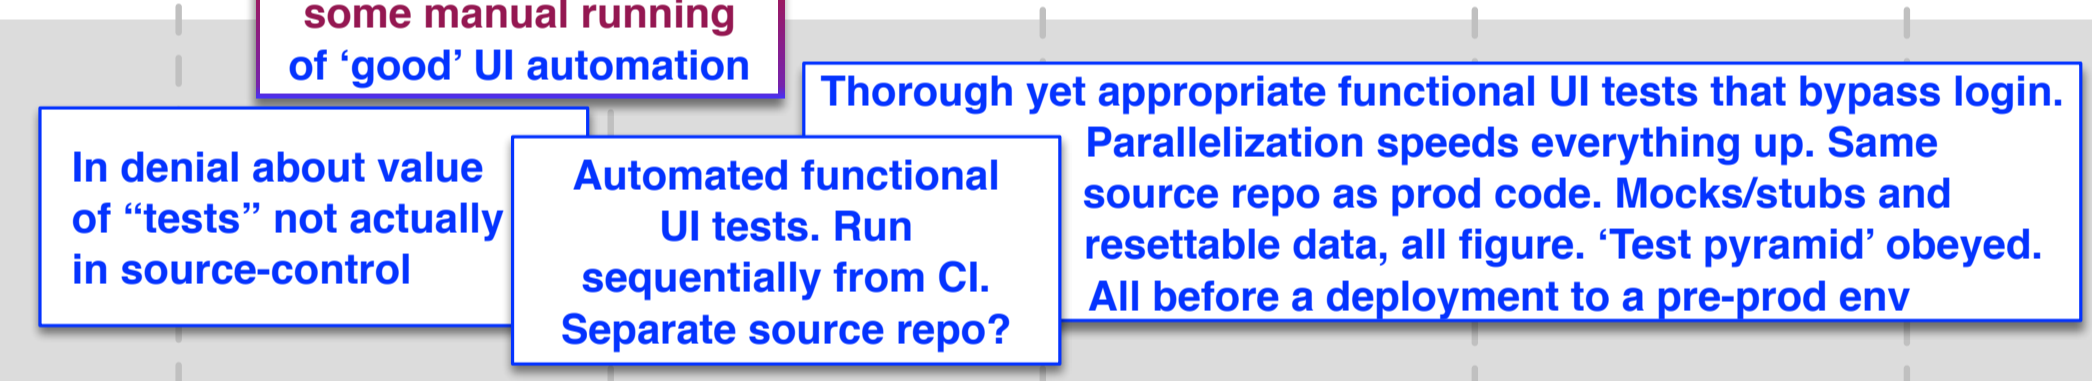 some manual running
of ‘good’ UI automation
In denial about value
of “tests” not actually
in source-control
Automated functional
UI tests. Run
sequentially from CI.
Separate source repo?
Thorough yet appropriate functional UI tests that bypass login.
Parallelization speeds everything up. Same
source repo as prod code. Mocks/stubs and
resettable data, all figure. ‘Test pyramid’ obeyed.
All before a deployment to a pre-prod env